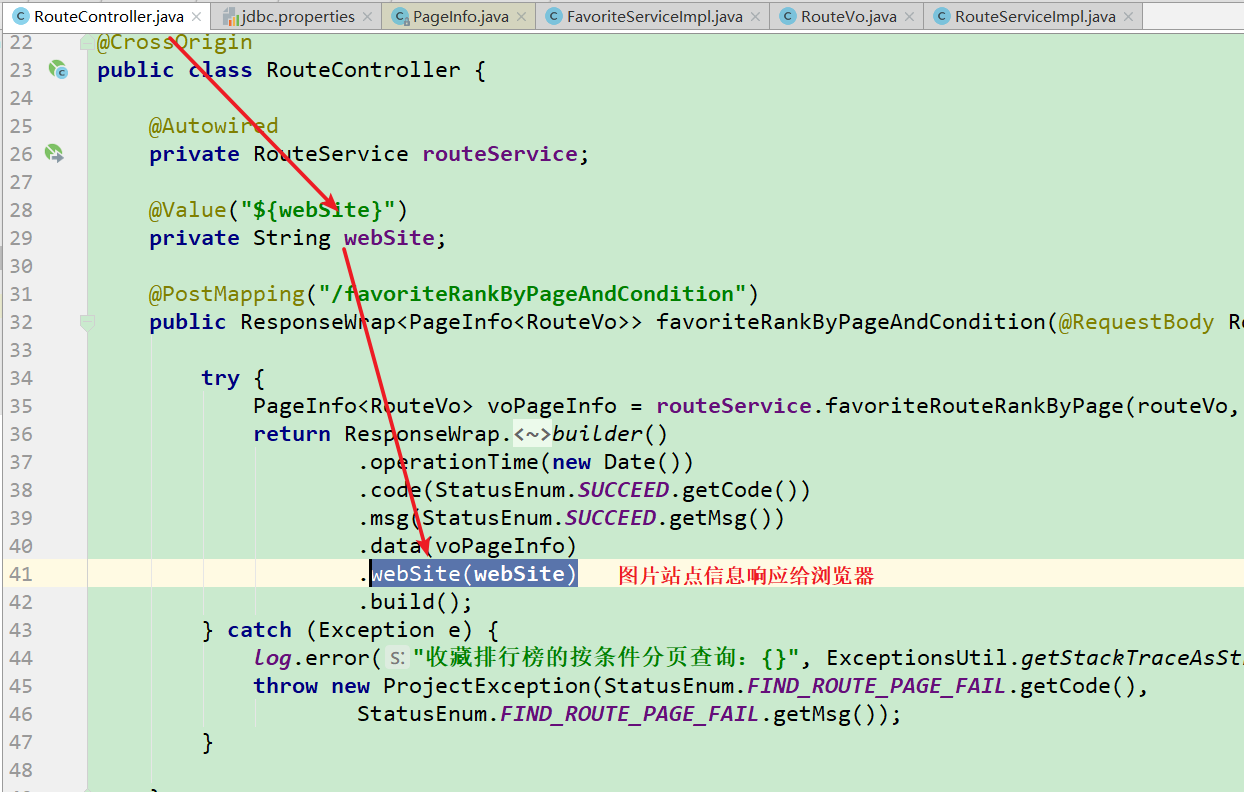 RouteController.java × jdbc.properties × PageInfo.java × FavoriteServiceImpl.java × RouteVo.java × RouteServiceImpl.java ×
22 @CrossOrigin
23 public class RouteController {
24
25 @Autowired
26 private RouteService routeService;
27
28 @Value("${webSite}")
29 private String webSite;
30
31 @PostMapping("/favoriteRankByPageAndCondition")
32 public ResponseWrap<PageInfo<RouteVo>> favoriteRankByPageAndCondition(@RequestBody Ro
33
34 try {
35 PageInfo<RouteVo> voPageInfo = routeService.favoriteRouteRankByPage(routeVo,
36 return ResponseWrap.<~>builder()
37 .operationTime(new Date())
38 .code(StatusEnum.SUCCEED.getCode())
39 .msg(StatusEnum.SUCCEED.getMsg())
40 .data(voPageInfo)
41 .webSite(webSite) 图片站点信息响应给浏览器
42 .build();
43 } catch (Exception e) {
44 log.error( s: "收藏排行榜的按条件分页查询：{}", ExceptionsUtil.getStackTraceAsSt
45 throw new ProjectException(StatusEnum.FIND_ROUTE_PAGE_FAIL.getCode(),
46 StatusEnum.FIND_ROUTE_PAGE_FAIL.getMsg());
47 }
48